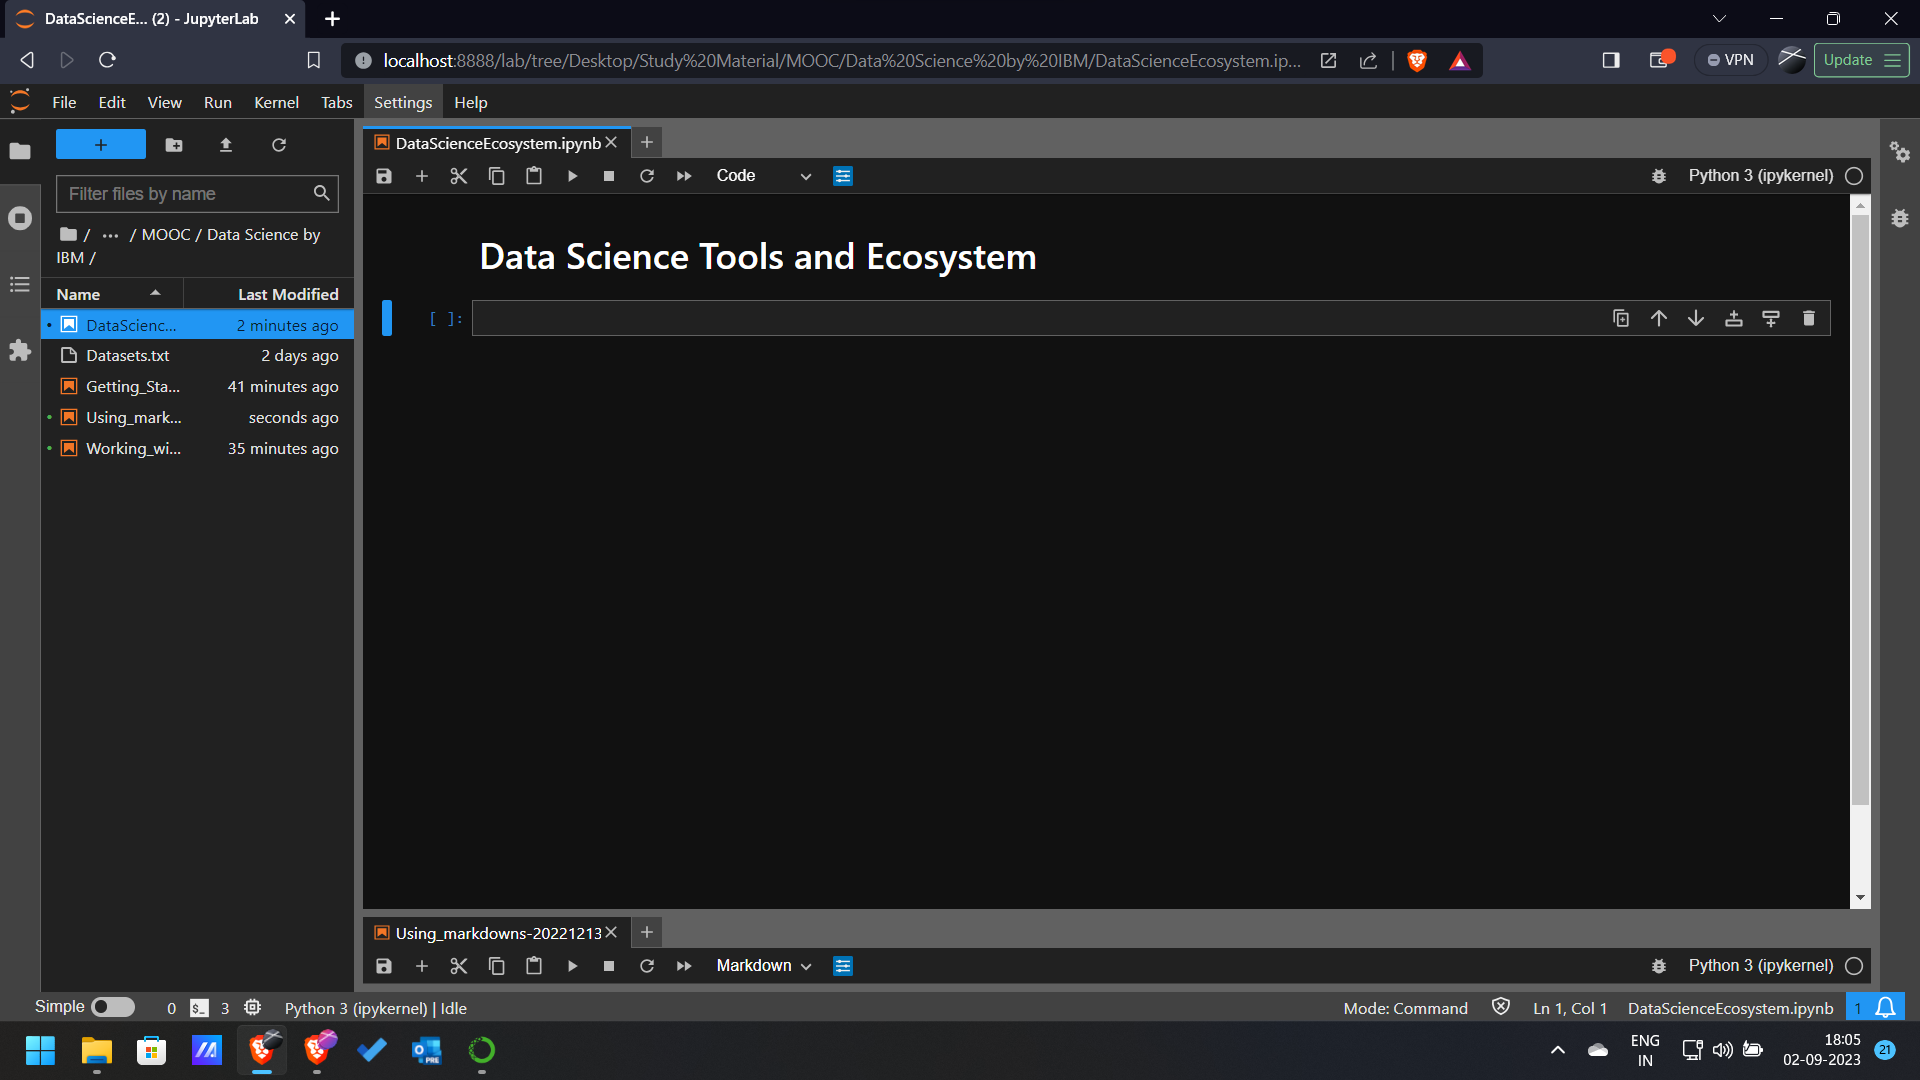 DataScienceE... (2) - JupyterLab
localhost:8888/lab/tree/Desktop/Study%20Material/MOOC/Data%20Science%20by%20IBM/DataScienceEcosystem.ip...
VPN
Update
File Edit View Run Kernel Tabs Settings Help
Filter files by name
/ ... / MOOC / Data Science by
IBM /
Name Last Modified
DataScienc... 2 minutes ago
Datasets.txt 2 days ago
Getting_Sta... 41 minutes ago
Using_mark... seconds ago
Working_wi... 35 minutes ago
DataScienceEcosystem.ipynb
Code Python 3 (ipykernel)
Data Science Tools and Ecosystem
[ ]:
Using_markdowns-20221213
Markdown Python 3 (ipykernel)
Simple 0 $_ 3 Python 3 (ipykernel) | Idle Mode: Command Ln 1, Col 1 DataScienceEcosystem.ipynb 1
PRE
ENG
IN
18:05
02-09-2023
21